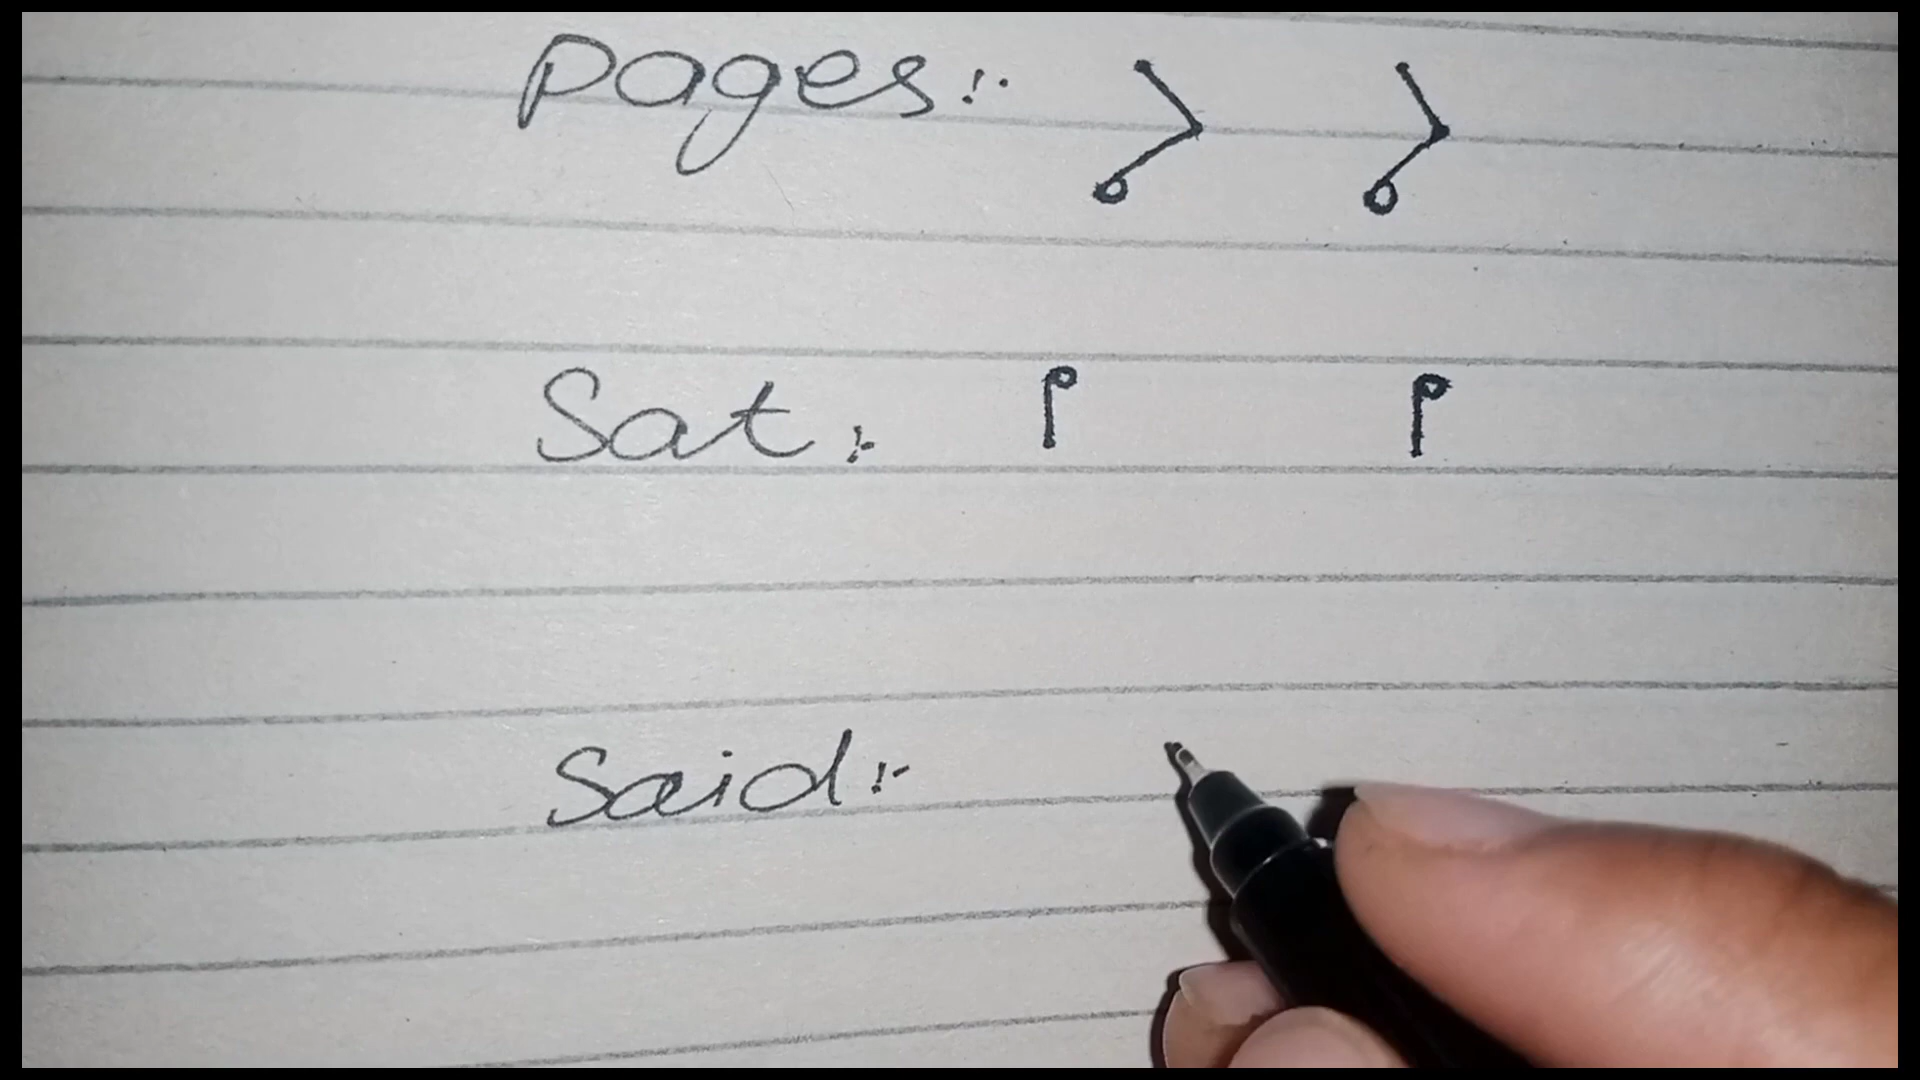 pages :-
Sat :-
Said :-